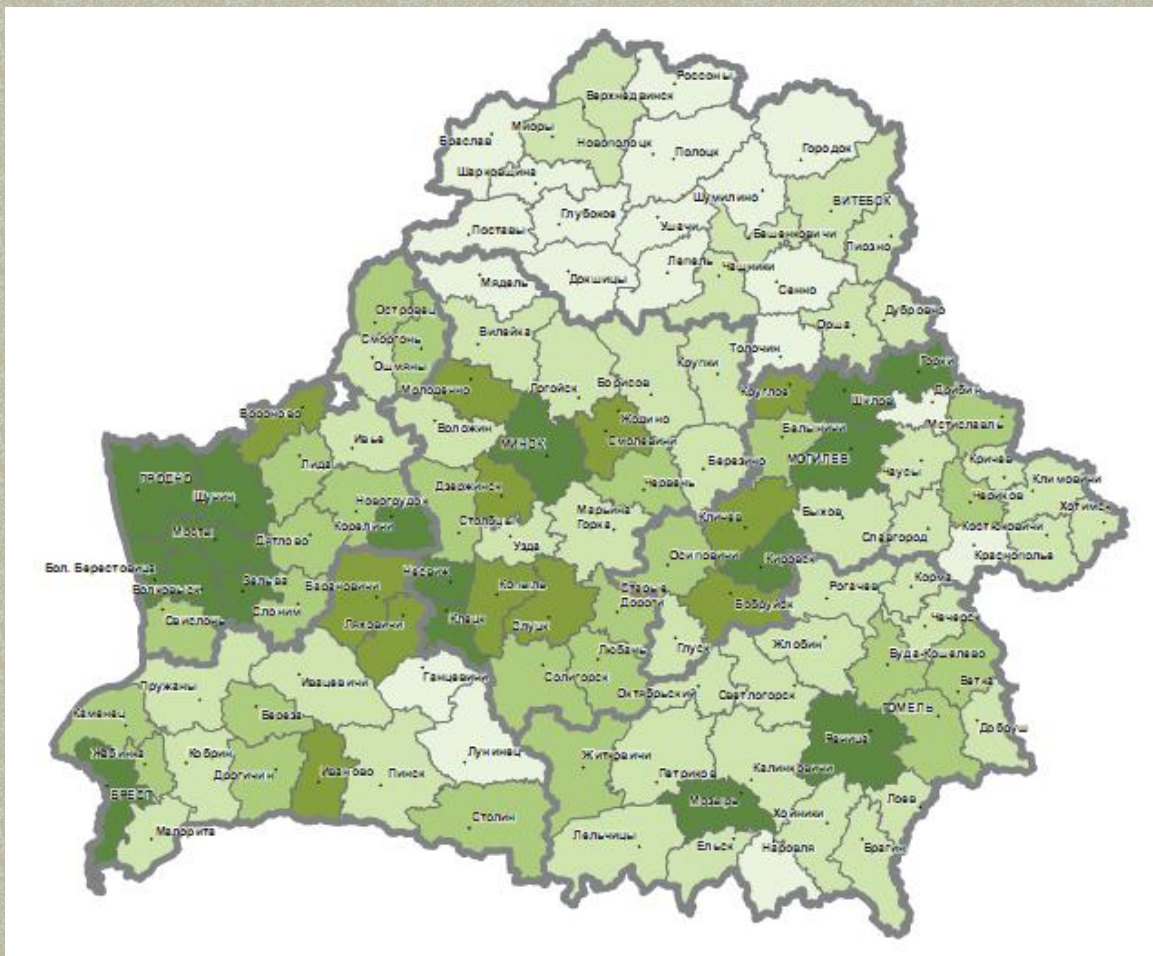 Россоны
Верхнедвинск
Миоры
Браслав
Новополоцк
Полоцк
Городок
Шарковщина
Шумилино
ВИТЕБСК
Глубокое
Ушачи
Поставы
Бешенковичи
Лиозно
Лепель
Чашники
Докшицы
Мядель
Сенно
Островец
Дубровно
Вилейка
Орша
Сморгонь
Толочин
Ошмяны
Крупки
Горки
Молодечно
Логойск
Борисов
Круглое
Шклов
Дрибин
Вороново
Жодино
Мстиславль
Ивье
Воложин
МИНСК
Смолевичи
Белыничи
МОГИЛЕВ
Лида
Березино
Чаусы
Кричев
Климовичи
ГРОДНО
Дзержинск
Червень
Щучин
Новогрудок
Чериков
Хотимск
Столбцы
Марьина
Горка
Кличев
Быхов
Мосты
Кореличи
Костюковичи
Дятлово
Узда
Славгород
Осиповичи
Краснополье
Бол. Берестовица
Кировск
Зельва
Барановичи
Несвиж
Волковыск
Копыль
Старые
Дороги
Рогачев
Корма
Слоним
Бобруйск
Свислочь
Ляховичи
Клецк
Слуцк
Чечерск
Глуск
Жлобин
Любань
Буда-Кошелево
Ганцевичи
Ивацевичи
Пружаны
Солигорск
Октябрьский
Светлогорск
Ветка
Каменец
Береза
ГОМЕЛЬ
Добруш
Речица
Жабинка
Кобрин
Лунинец
Житковичи
Дрогичин
Иваново
Пинск
Петриков
Калинковичи
БРЕСТ
Мозырь
Лоев
Столин
Хойники
Малорита
Лельчицы
Ельск
Наровля
Брагин